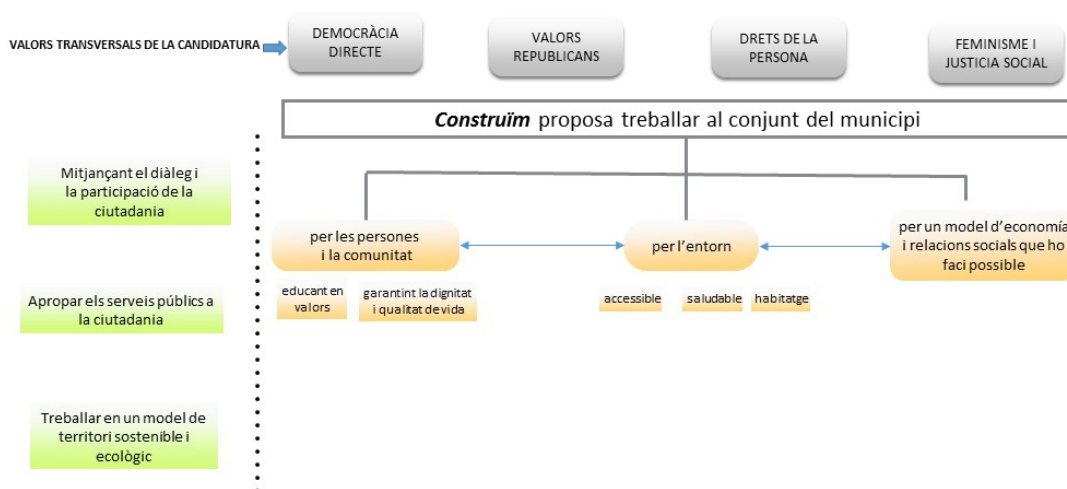 VALORS TRANSVERSALS DE LA CANDIDATURA
DEMOCRÀCIA
DIRECTE
VALORS
REPUBLICANS
DRETS DE LA
PERSONA
FEMINISME I
JUSTICIA SOCIAL
Construïm proposa treballar al conjunt del municipi
Mitjançant el diàleg i
la participació de la
ciutadania
per les persones
i la comunitat
per l'entorn
per un model d'economía
i relacions socials que ho
faci possible
educant en
valors
garantint la dignitat
i qualitat de vida
accessible
saludable
habitatge
Apropar els serveis públics a
la ciutadania
Treballar en un model de
territori sostenible i
ecològic